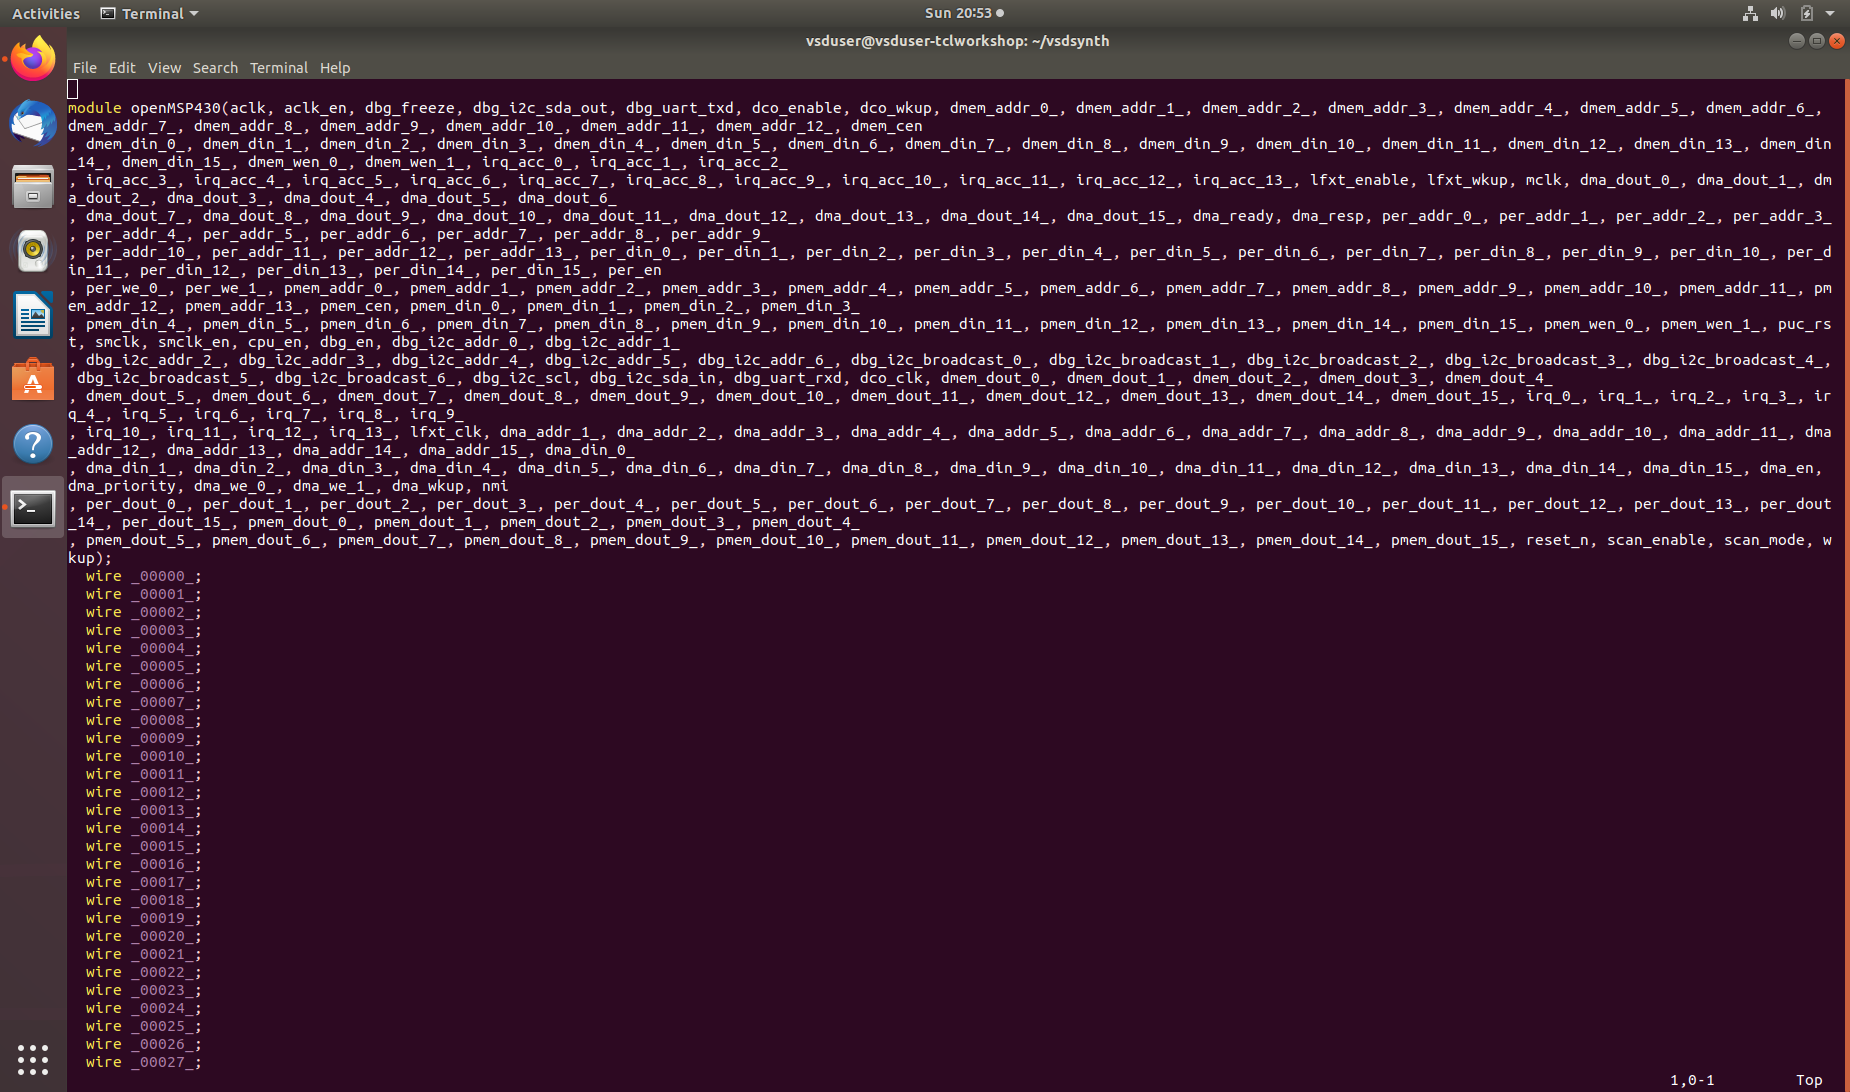 Activities Terminal Sun 20:53
vsduser@vsduser-tclworkshop: ~/vsdsynth
File Edit View Search Terminal Help
module openMSP430(aclk, aclk_en, dbg_freeze, dbg_i2c_sda_out, dbg_uart_txd, dco_enable, dco_wkup, dmem_addr_0_, dmem_addr_1_, dmem_addr_2_, dmem_addr_3_, dmem_addr_4_, dmem_addr_5_, dmem_addr_6_,
dmem_addr_7_, dmem_addr_8_, dmem_addr_9_, dmem_addr_10_, dmem_addr_11_, dmem_addr_12_, dmem_cen
, dmem_din_0_, dmem_din_1_, dmem_din_2_, dmem_din_3_, dmem_din_4_, dmem_din_5_, dmem_din_6_, dmem_din_7_, dmem_din_8_, dmem_din_9_, dmem_din_10_, dmem_din_11_, dmem_din_12_, dmem_din_13_, dmem_din
_14_, dmem_din_15_, dmem_wen_0_, dmem_wen_1_, irq_acc_0_, irq_acc_1_, irq_acc_2_
, irq_acc_3_, irq_acc_4_, irq_acc_5_, irq_acc_6_, irq_acc_7_, irq_acc_8_, irq_acc_9_, irq_acc_10_, irq_acc_11_, irq_acc_12_, irq_acc_13_, lfxt_enable, lfxt_wkup, mclk, dma_dout_0_, dma_dout_1_, dm
a_dout_2_, dma_dout_3_, dma_dout_4_, dma_dout_5_, dma_dout_6_
, dma_dout_7_, dma_dout_8_, dma_dout_9_, dma_dout_10_, dma_dout_11_, dma_dout_12_, dma_dout_13_, dma_dout_14_, dma_dout_15_, dma_ready, dma_resp, per_addr_0_, per_addr_1_, per_addr_2_, per_addr_3_
, per_addr_4_, per_addr_5_, per_addr_6_, per_addr_7_, per_addr_8_, per_addr_9_
, per_addr_10_, per_addr_11_, per_addr_12_, per_addr_13_, per_din_0_, per_din_1_, per_din_2_, per_din_3_, per_din_4_, per_din_5_, per_din_6_, per_din_7_, per_din_8_, per_din_9_, per_din_10_, per_d
in_11_, per_din_12_, per_din_13_, per_din_14_, per_din_15_, per_en
, per_we_0_, per_we_1_, pmem_addr_0_, pmem_addr_1_, pmem_addr_2_, pmem_addr_3_, pmem_addr_4_, pmem_addr_5_, pmem_addr_6_, pmem_addr_7_, pmem_addr_8_, pmem_addr_9_, pmem_addr_10_, pmem_addr_11_, pm
em_addr_12_, pmem_addr_13_, pmem_cen, pmem_din_0_, pmem_din_1_, pmem_din_2_, pmem_din_3_
, pmem_din_4_, pmem_din_5_, pmem_din_6_, pmem_din_7_, pmem_din_8_, pmem_din_9_, pmem_din_10_, pmem_din_11_, pmem_din_12_, pmem_din_13_, pmem_din_14_, pmem_din_15_, pmem_wen_0_, pmem_wen_1_, puc_rs
t, smclk, smclk_en, cpu_en, dbg_en, dbg_i2c_addr_0_, dbg_i2c_addr_1_
, dbg_i2c_addr_2_, dbg_i2c_addr_3_, dbg_i2c_addr_4_, dbg_i2c_addr_5_, dbg_i2c_addr_6_, dbg_i2c_broadcast_0_, dbg_i2c_broadcast_1_, dbg_i2c_broadcast_2_, dbg_i2c_broadcast_3_, dbg_i2c_broadcast_4_,
dbg_i2c_broadcast_5_, dbg_i2c_broadcast_6_, dbg_i2c_scl, dbg_i2c_sda_in, dbg_uart_rxd, dco_clk, dmem_dout_0_, dmem_dout_1_, dmem_dout_2_, dmem_dout_3_, dmem_dout_4_
, dmem_dout_5_, dmem_dout_6_, dmem_dout_7_, dmem_dout_8_, dmem_dout_9_, dmem_dout_10_, dmem_dout_11_, dmem_dout_12_, dmem_dout_13_, dmem_dout_14_, dmem_dout_15_, irq_0_, irq_1_, irq_2_, irq_3_, ir
q_4_, irq_5_, irq_6_, irq_7_, irq_8_, irq_9_
, irq_10_, irq_11_, irq_12_, irq_13_, lfxt_clk, dma_addr_1_, dma_addr_2_, dma_addr_3_, dma_addr_4_, dma_addr_5_, dma_addr_6_, dma_addr_7_, dma_addr_8_, dma_addr_9_, dma_addr_10_, dma_addr_11_, dma
_addr_12_, dma_addr_13_, dma_addr_14_, dma_addr_15_, dma_din_0_
, dma_din_1_, dma_din_2_, dma_din_3_, dma_din_4_, dma_din_5_, dma_din_6_, dma_din_7_, dma_din_8_, dma_din_9_, dma_din_10_, dma_din_11_, dma_din_12_, dma_din_13_, dma_din_14_, dma_din_15_, dma_en,
dma_priority, dma_we_0_, dma_we_1_, dma_wkup, nmi
, per_dout_0_, per_dout_1_, per_dout_2_, per_dout_3_, per_dout_4_, per_dout_5_, per_dout_6_, per_dout_7_, per_dout_8_, per_dout_9_, per_dout_10_, per_dout_11_, per_dout_12_, per_dout_13_, per_dout
_14_, per_dout_15_, pmem_dout_0_, pmem_dout_1_, pmem_dout_2_, pmem_dout_3_, pmem_dout_4_
, pmem_dout_5_, pmem_dout_6_, pmem_dout_7_, pmem_dout_8_, pmem_dout_9_, pmem_dout_10_, pmem_dout_11_, pmem_dout_12_, pmem_dout_13_, pmem_dout_14_, pmem_dout_15_, reset_n, scan_enable, scan_mode, w
kup);
wire _00000_;
wire _00001_;
wire _00002_;
wire _00003_;
wire _00004_;
wire _00005_;
wire _00006_;
wire _00007_;
wire _00008_;
wire _00009_;
wire _00010_;
wire _00011_;
wire _00012_;
wire _00013_;
wire _00014_;
wire _00015_;
wire _00016_;
wire _00017_;
wire _00018_;
wire _00019_;
wire _00020_;
wire _00021_;
wire _00022_;
wire _00023_;
wire _00024_;
wire _00025_;
wire _00026_;
wire _00027_;
1,0-1 Top